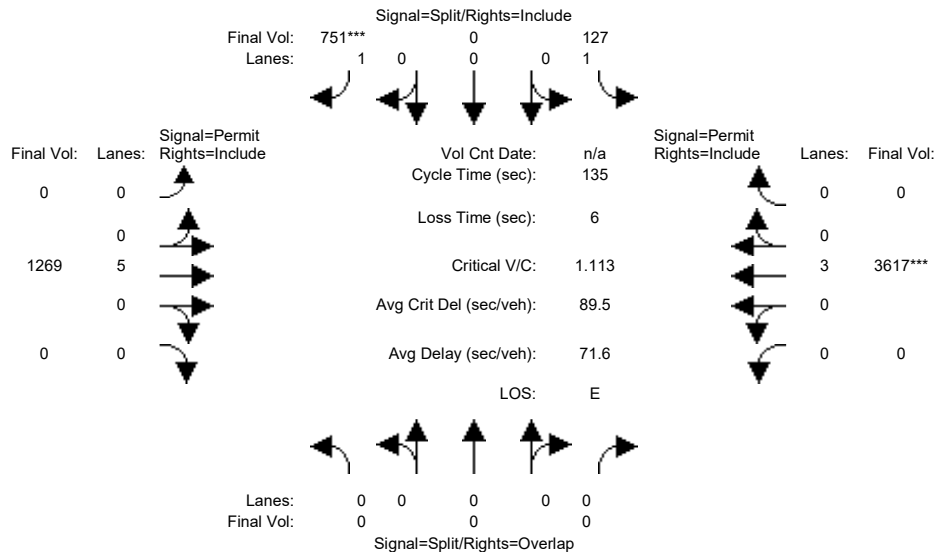 Signal=Split/Rights=Include
Final Vol: 751*** 0 127
Lanes: 1 0 0 0 1
Signal=Permit
Final Vol: Lanes: Rights=Include
Vol Cnt Date: n/a
Signal=Permit
Rights=Include Lanes: Final Vol:
Cycle Time (sec): 135
0 0
0 0
Loss Time (sec): 6
0
0
1269 5
Critical V/C: 1.113
3 3617***
0
Avg Crit Del (sec/veh): 89.5
0
0 0
Avg Delay (sec/veh): 71.6
0 0
LOS: E
Lanes: 0 0 0 0 0
Final Vol: 0 0 0
Signal=Split/Rights=Overlap